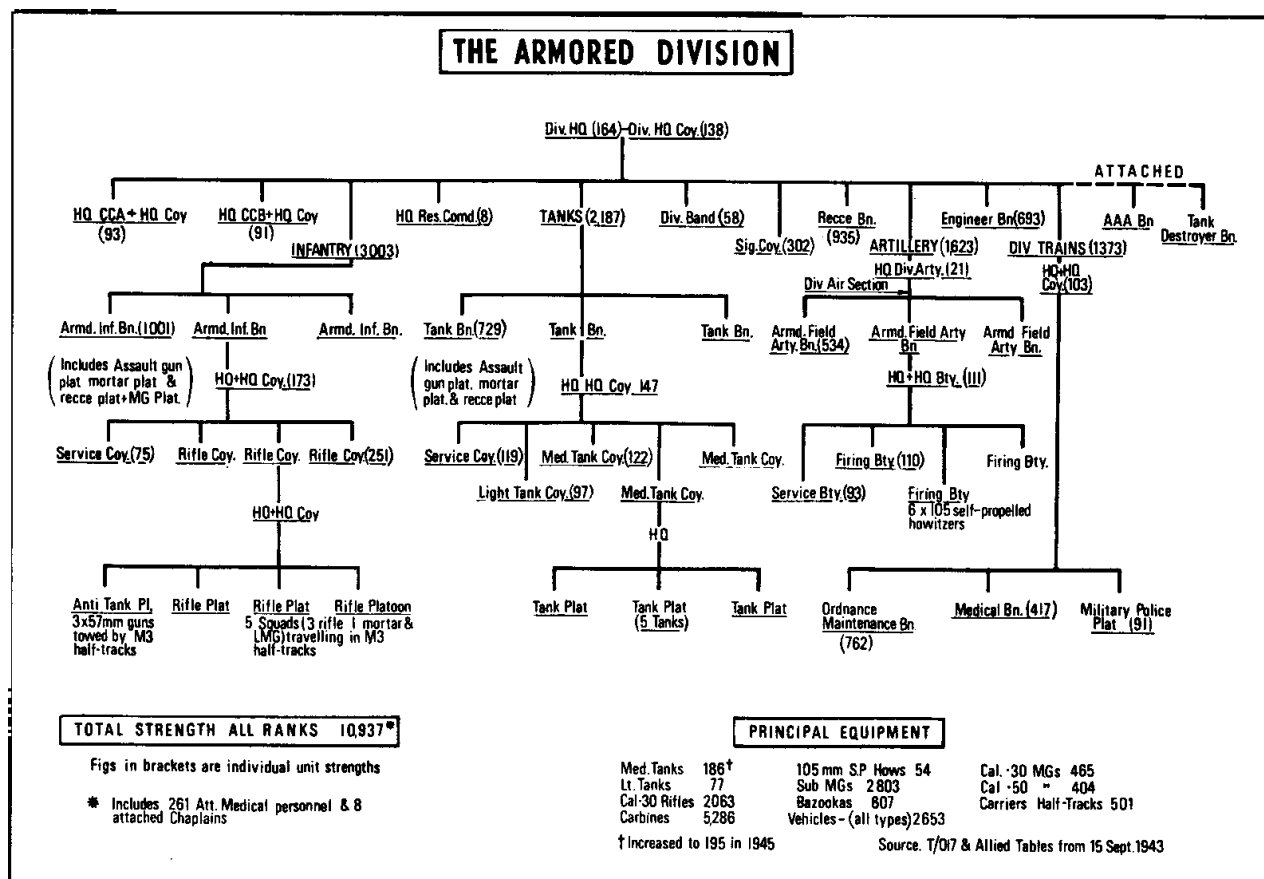 THE ARMORED DIVISION
Div. HQ (164)-Div. HQ Coy.(138)
ATTACHED
HQ CCA + HQ Coy
(93)
HQ CCB+HQ Coy
(91)
HQ Res.Comd.(8)
TANKS (2,187)
Div. Band (58)
Sig.Coy.(302)
Recce Bn.
(935)
Engineer Bn(693)
AAA Bn
Tank
Destroyer Bn.
INFANTRY (3003)
ARTILLERY (1,623)
HQ Div.Arty.(21)
Div Air Section
DIV TRAINS (1373)
HQ+HQ
Coy.(103)
Armd. Inf. Bn.(1001)
Armd. Inf. Bn
Armd. Inf. Bn.
Tank Bn.(729)
Tank Bn.
Tank Bn.
Armd. Field
Arty. Bn.(534)
Armd. Field Arty
Bn
Armd Field
Arty Bn.
(Includes Assault gun
plat mortar plat &
recce plat+MG Plat.)
HQ+HQ Coy.(173)
(Includes Assault
gun plat. mortar
plat. & recce plat)
HQ HQ Coy 147
HQ+HQ Bty.(111)
Service Coy.(75)
Rifle Coy.
Rifle Coy.
Rifle Coy.(251)
Service Coy.(119)
Light Tank Coy.(97)
Med. Tank Coy.(122)
Med.Tank Coy.
Med.Tank Coy.
Service Bty.(93)
Firing Bty.(110)
Firing Bty
6 x 105 self-propelled
howitzers
Firing Bty.
HQ+HQ Coy
HQ
Anti Tank Pl,
3x57mm guns
towed by M3
half-tracks
Rifle Plat
Rifle Plat
5 Squads (3 rifle 1 mortar &
LMG) travelling in M3
half-tracks
Rifle Platoon
Tank Plat
Tank Plat
(5 Tanks)
Tank Plat
Ordnance
Maintenance Bn.
(762)
Medical Bn.(417)
Military Police
Plat (91)
TOTAL STRENGTH ALL RANKS 10,937*
Figs in brackets are individual unit strengths
* Includes 261 Att. Medical personnel & 8
attached Chaplains
PRINCIPAL EQUIPMENT
Med.Tanks 186†
Lt. Tanks 77
Cal·30 Rifles 2063
Carbines 5,286
105mm S.P Hows 54
Sub MGs 2803
Bazookas 607
Vehicles-(all types)2653
Cal. ·30 MGs 465
Cal ·50 " 404
Carriers Half-Tracks 501
† Increased to 195 in 1945
Source. T/O17 & Allied Tables from 15 Sept.1943